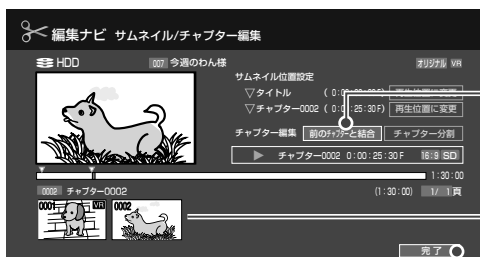 編集ナビ サムネイル/チャプター編集
HDD 007 今週のわん様 オリジナル VR
サムネイル位置設定
▽タイトル 再生位置に変更
▽チャプター0002 ( 0:00:25:30F) 再生位置に変更
チャプター編集 前のチャプターと結合 チャプター分割
▶ チャプター0002 0:00:25:30F 16:9 SD
1:30:00
0002 チャプター0002 (1:30:00) 1/ 1頁
0001 VR 0002
完了